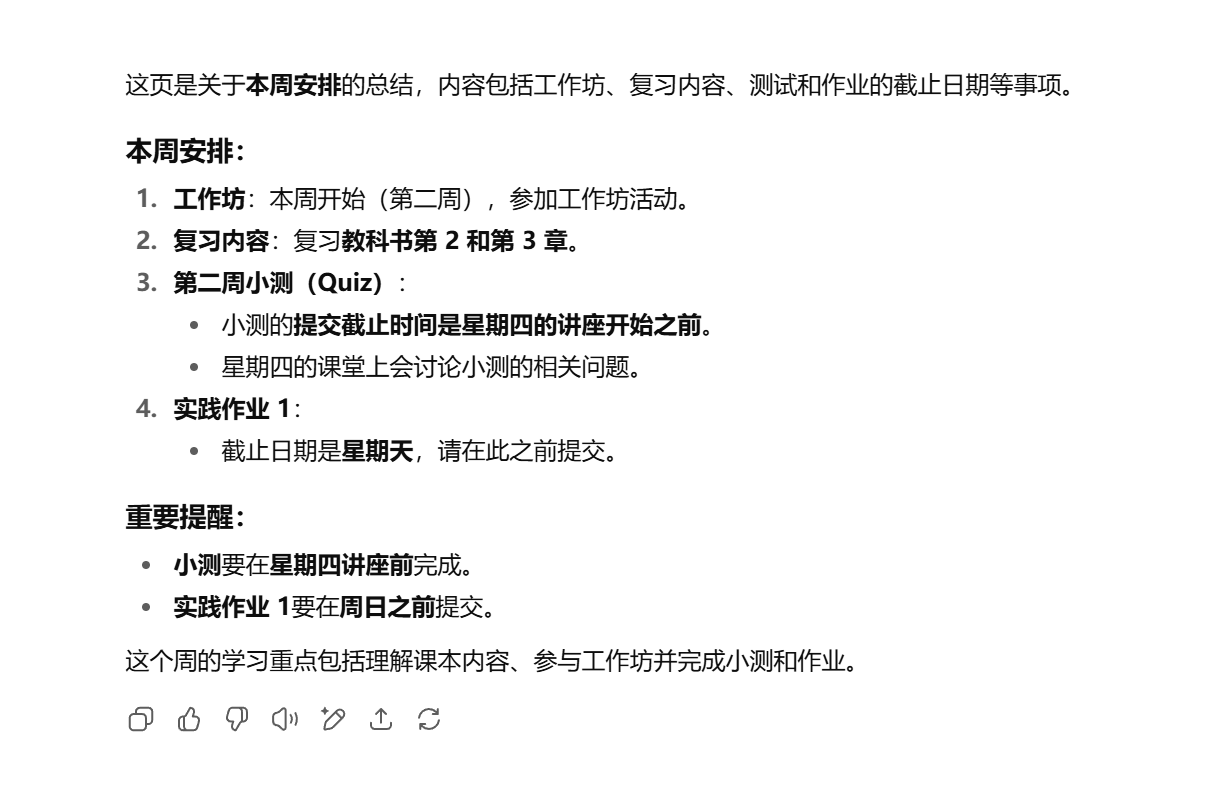 这页是关于本周安排的总结，内容包括工作坊、复习内容、测试和作业的截止日期等事项。
本周安排：
1. 工作坊：本周开始（第二周），参加工作坊活动。
2. 复习内容：复习教科书第 2 和第 3 章。
3. 第二周小测（Quiz）：
• 小测的提交截止时间是星期四的讲座开始之前。
• 星期四的课堂上会讨论小测的相关问题。
4. 实践作业 1：
• 截止日期是星期天，请在此之前提交。
重要提醒：
• 小测要在星期四讲座前完成。
• 实践作业 1要在周日之前提交。
这个周的学习重点包括理解课本内容、参与工作坊并完成小测和作业。